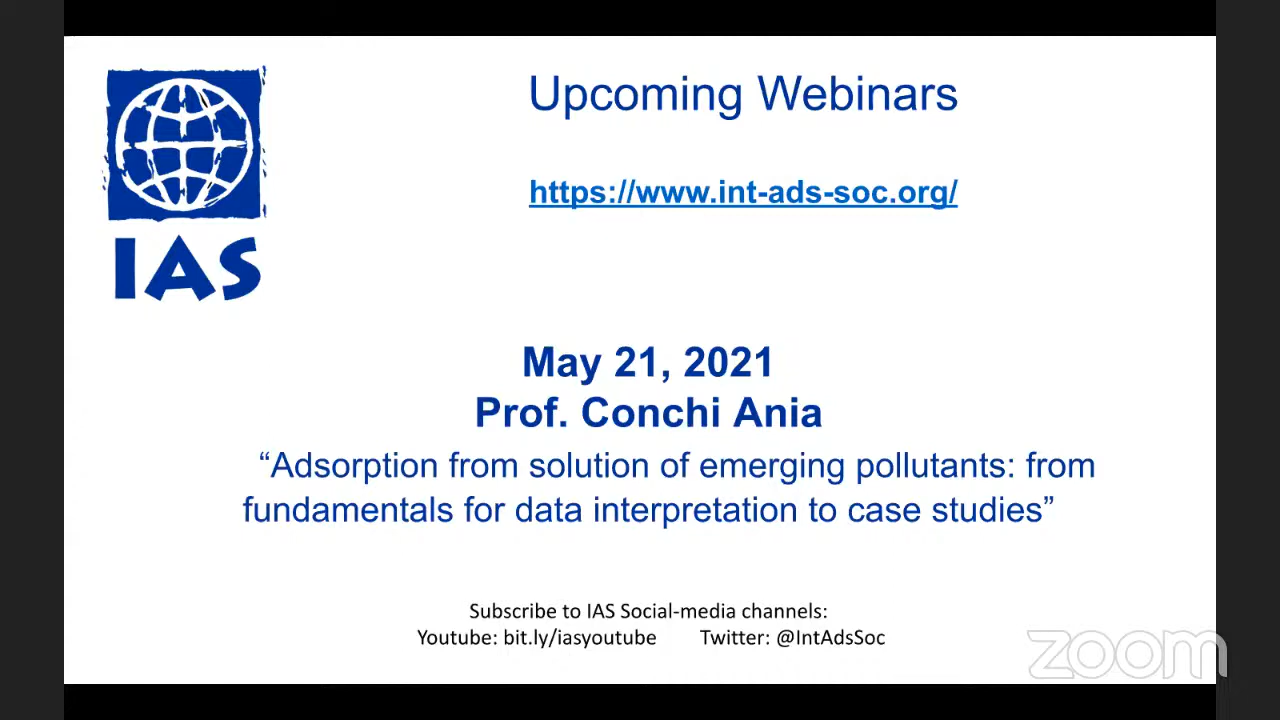 Upcoming Webinars
https://www.int-ads-soc.org/
IAS
May 21, 2021
Prof. Conchi Ania
“Adsorption from solution of emerging pollutants: from
fundamentals for data interpretation to case studies”
Subscribe to IAS Social-media channels:
Youtube: bit.ly/iasyoutube Twitter: @IntAdsSoc
zoom